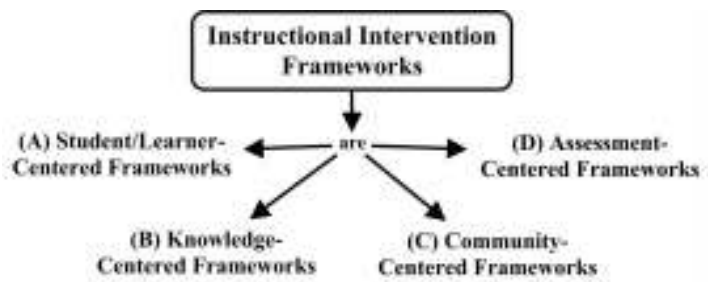 Instructional Intervention
Frameworks
are
(A) Student/Learner-
Centered Frameworks
(D) Assessment-
Centered Frameworks
(B) Knowledge-
Centered Frameworks
(C) Community-
Centered Frameworks